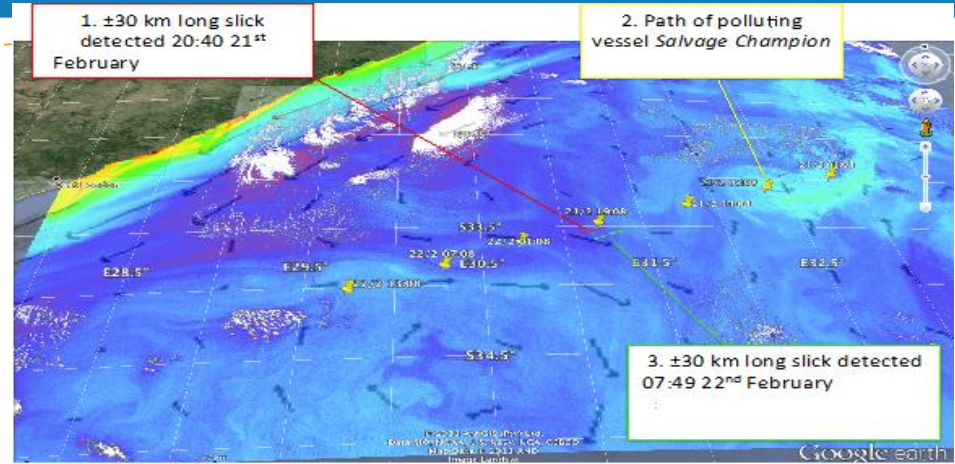 1. ±30 km long slick
detected 20:40 21st
February
2. Path of polluting
vessel Salvage Champion
21/2 19:08
S33.5°
22/2 01:08
22/2 07:08
E30.5°
E31.5°
E32.5°
E28.5°
E29.5°
22/2 13:08
S34.5°
3. ±30 km long slick detected
07:49 22nd February
Image Landsat
Google earth